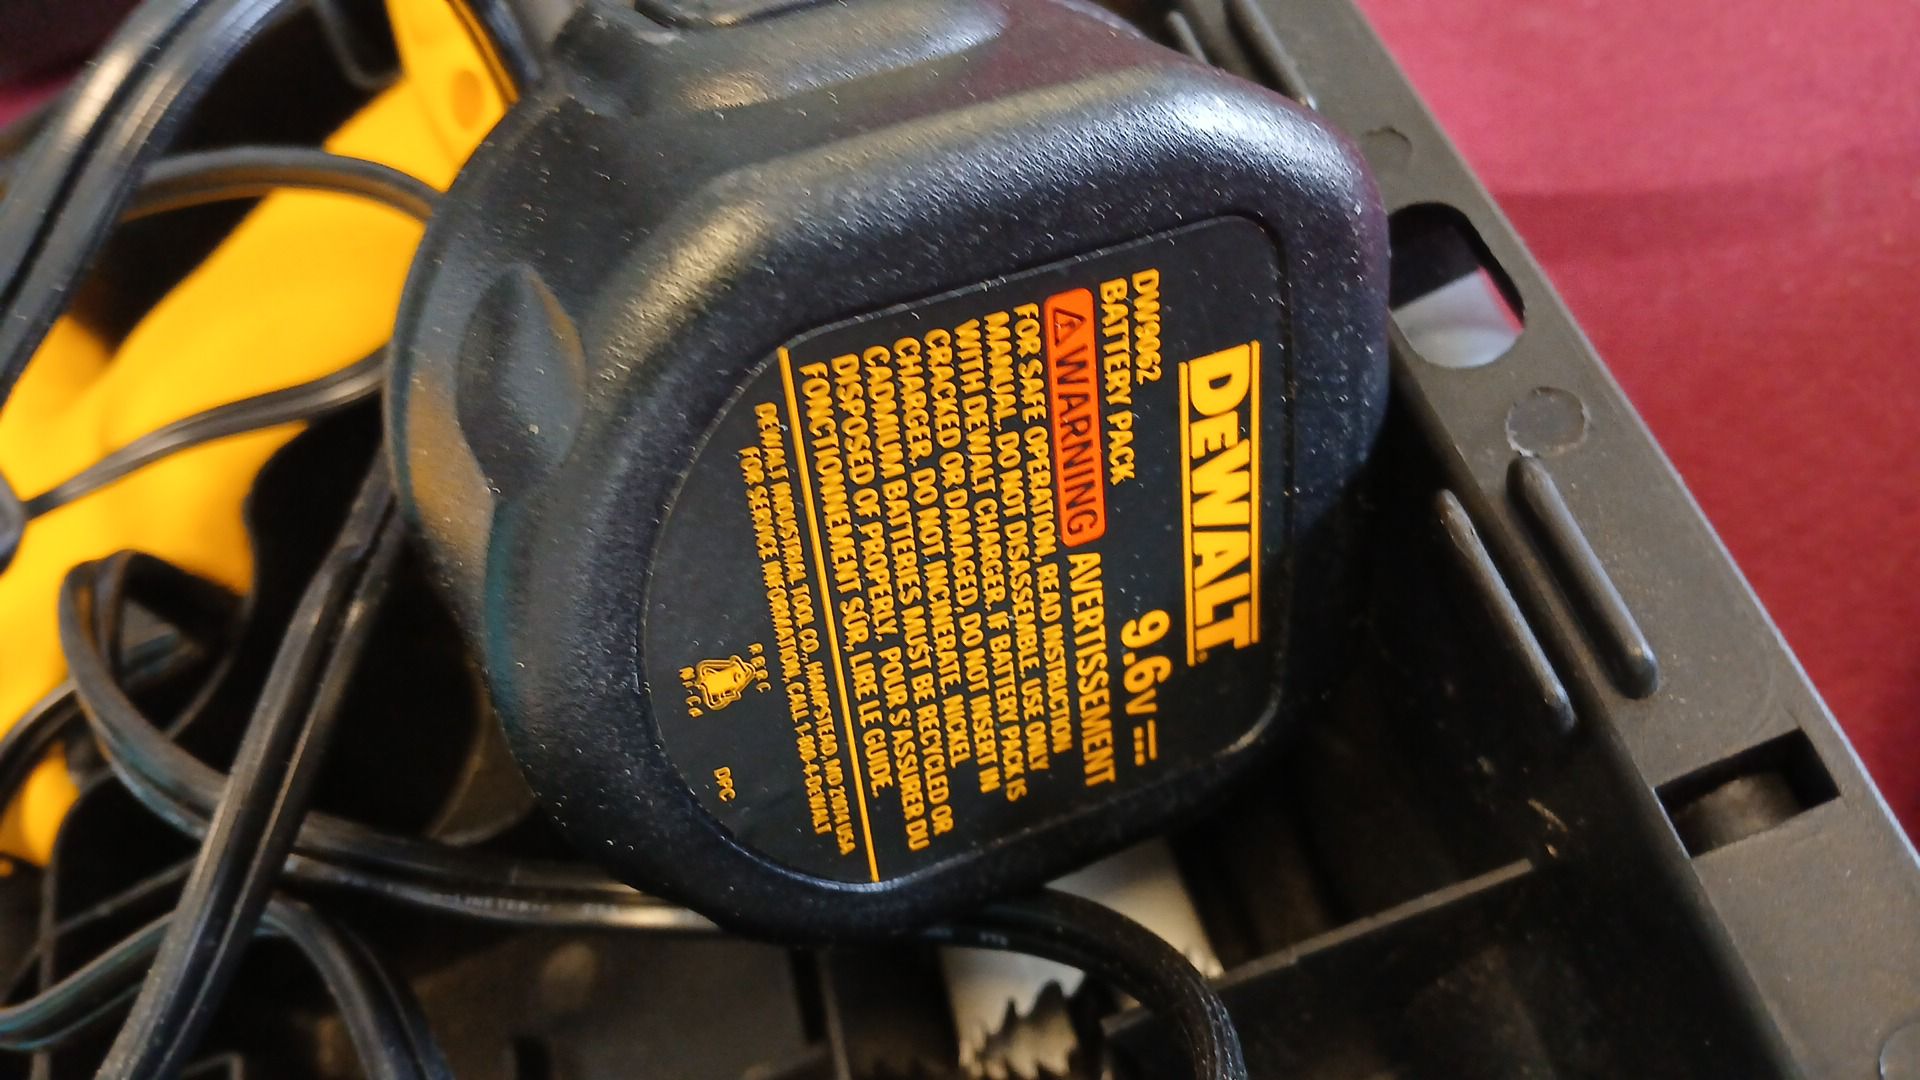 DEWALT
DW9062
BATTERY PACK
9.6V
WARNING AVERTISSEMENT
FOR SAFE OPERATION, READ INSTRUCTION
MANUAL. DO NOT DISASSEMBLE. USE ONLY
WITH DEWALT CHARGER. IF BATTERY PACK IS
CRACKED OR DAMAGED, DO NOT INSERT IN
CHARGER. DO NOT INCINERATE. NICKEL
CADMIUM BATTERIES MUST BE RECYCLED OR
DISPOSED OF PROPERLY. POUR S'ASSURER DU
FONCTIONNEMENT SÛR, LIRE LE GUIDE.
DEWALT INDUSTRIAL TOOL CO., HAMPSTEAD, MD 21074 USA
FOR SERVICE INFORMATION, CALL 1-800-4-DEWALT
RBRC
Ni-Cd
DPC